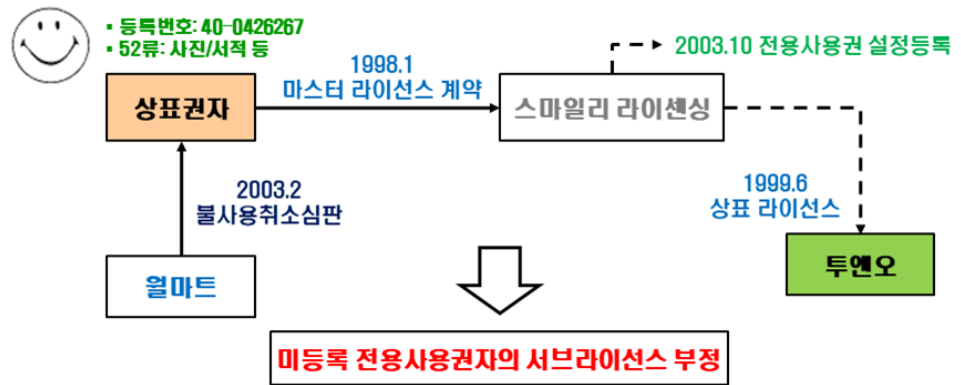 ▪ 등록번호: 40-0426267
▪ 52류: 사진/서적 등
2003.10 전용사용권 설정등록
1998.1
마스터 라이선스 계약
상표권자
스마일리 라이센싱
2003.2
불사용취소심판
1999.6
상표 라이선스
월마트
투앤오
미등록 전용사용권자의 서브라이선스 부정